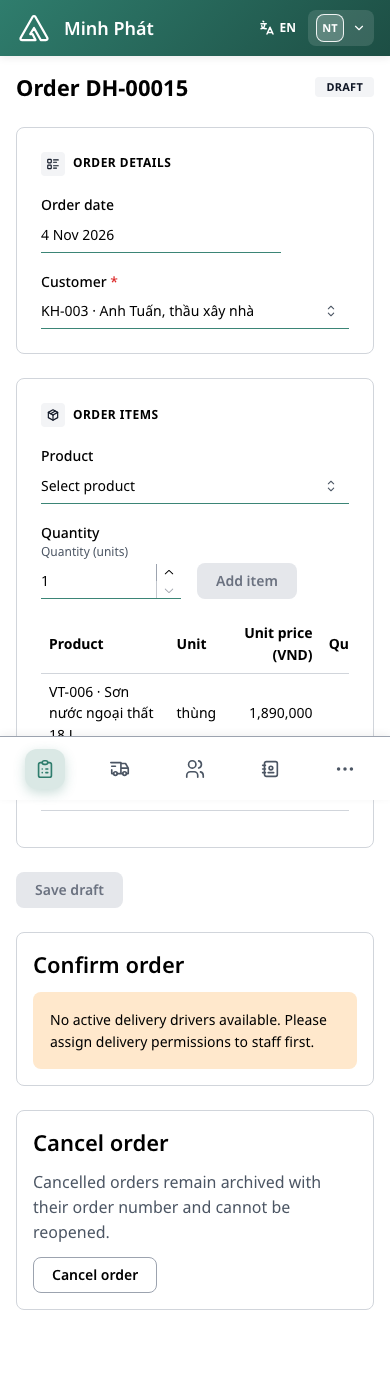 Minh Phát
EN
NT
Order DH-00015
DRAFT
ORDER DETAILS
Order date
4 Nov 2026
Customer *
KH-003 · Anh Tuấn, thầu xây nhà
ORDER ITEMS
Product
Select product
Quantity
Quantity (units)
1
Add item
Product
Unit
Unit price
(VND)
Qu
VT-006 · Sơn
nước ngoại thất
18 L
thùng
1,890,000
Save draft
Confirm order
No active delivery drivers available. Please
assign delivery permissions to staff first.
Cancel order
Cancelled orders remain archived with
their order number and cannot be
reopened.
Cancel order